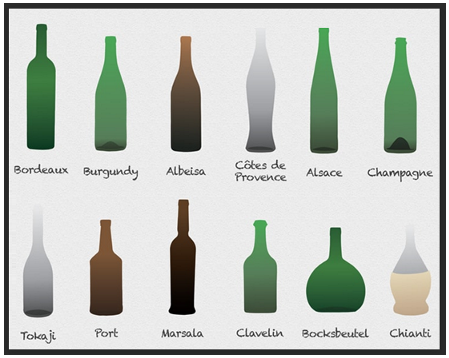 Bordeaux
Burgundy
Albeisa
Côtes de
Provence
Alsace
Champagne
Tokaji
Port
Marsala
Clavelin
Bocksbeutel
Chianti